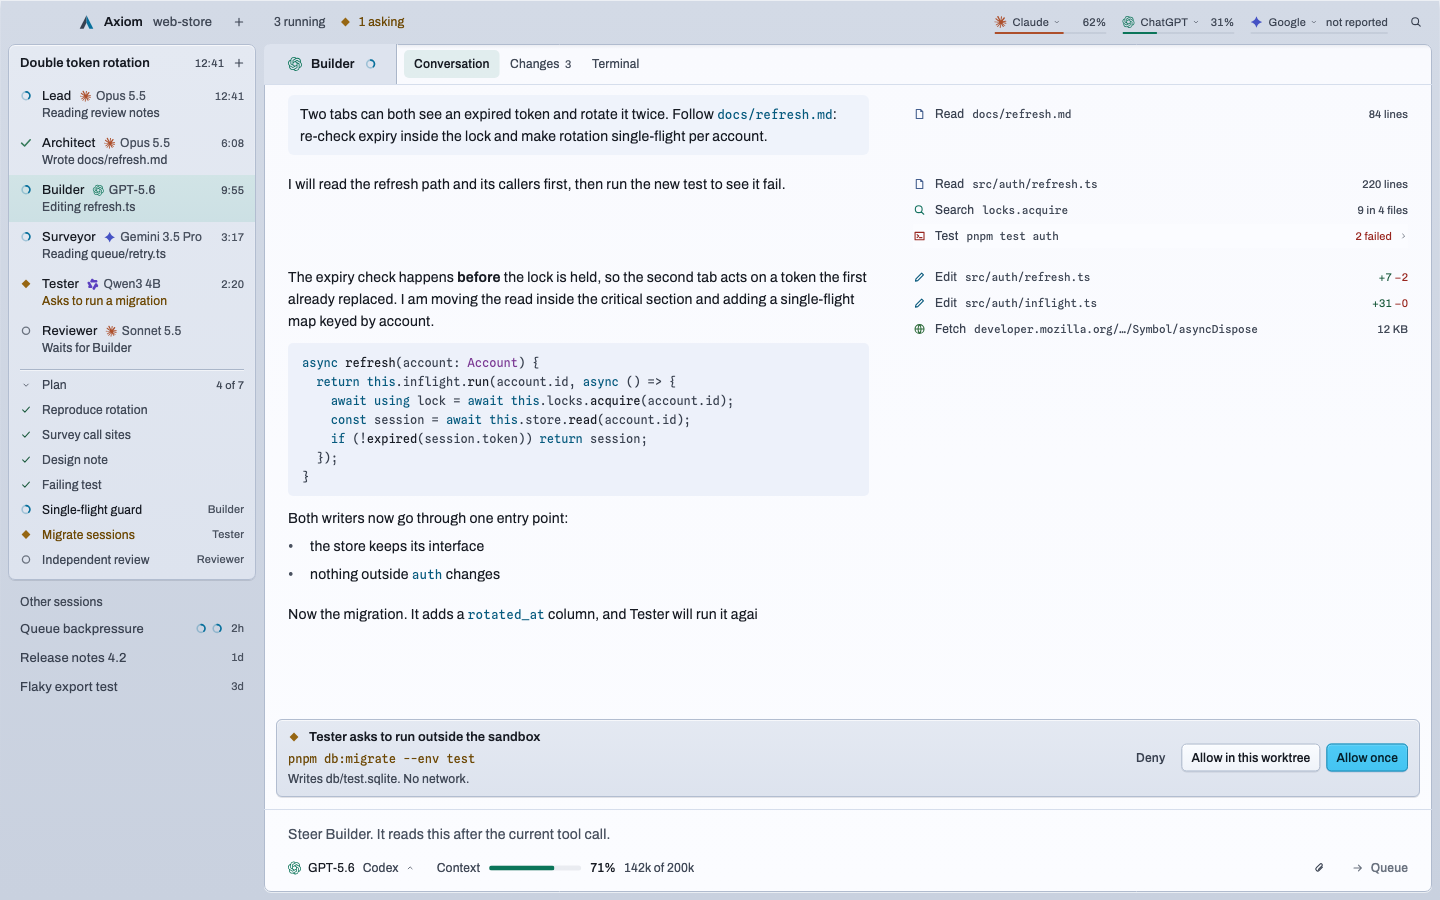 Axiom web-store + 3 running 1 asking Claude 62% ChatGPT 31% Google not reported
Double token rotation 12:41 +
Lead Opus 5.5 12:41
Reading review notes
Architect Opus 5.5 6:08
Wrote docs/refresh.md
Builder GPT-5.6 9:55
Editing refresh.ts
Surveyor Gemini 3.5 Pro 3:17
Reading queue/retry.ts
Tester Qwen3 4B 2:20
Asks to run a migration
Reviewer Sonnet 5.5
Waits for Builder
Plan 4 of 7
Reproduce rotation
Survey call sites
Design note
Failing test
Single-flight guard Builder
Migrate sessions Tester
Independent review Reviewer
Other sessions
Queue backpressure 2h
Release notes 4.2 1d
Flaky export test 3d
Builder Conversation Changes 3 Terminal
Two tabs can both see an expired token and rotate it twice. Follow docs/refresh.md:
re-check expiry inside the lock and make rotation single-flight per account.
Read docs/refresh.md 84 lines
I will read the refresh path and its callers first, then run the new test to see it fail.
Read src/auth/refresh.ts 220 lines
Search locks.acquire 9 in 4 files
Test pnpm test auth 2 failed
The expiry check happens before the lock is held, so the second tab acts on a token the first
already replaced. I am moving the read inside the critical section and adding a single-flight
map keyed by account.
Edit src/auth/refresh.ts +7 −2
Edit src/auth/inflight.ts +31 −0
Fetch developer.mozilla.org/…/Symbol/asyncDispose 12 KB
async refresh(account: Account) {
return this.inflight.run(account.id, async () => {
await using lock = await this.locks.acquire(account.id);
const session = await this.store.read(account.id);
if (!expired(session.token)) return session;
});
}
Both writers now go through one entry point:
• the store keeps its interface
• nothing outside auth changes
Now the migration. It adds a rotated_at column, and Tester will run it agai
Tester asks to run outside the sandbox
pnpm db:migrate --env test
Writes db/test.sqlite. No network.
Deny Allow in this worktree Allow once
Steer Builder. It reads this after the current tool call.
GPT-5.6 Codex Context 71% 142k of 200k Queue